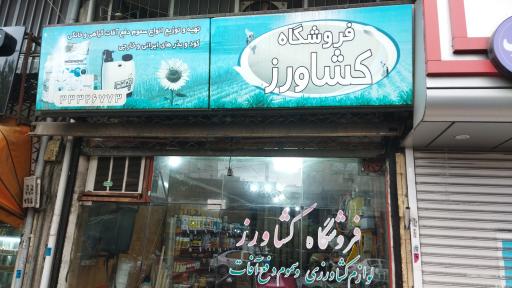 فروشگاه
کشاورز
تهیه و توزیع انواع سموم دفع آفات گیاهی و خانگی
کود و بذرهای ایرانی و خارجی
۳۳۳۲۶۷۷۳
فروشگاه کشاورز
لوازم کشاورزی و سموم دفع آفات